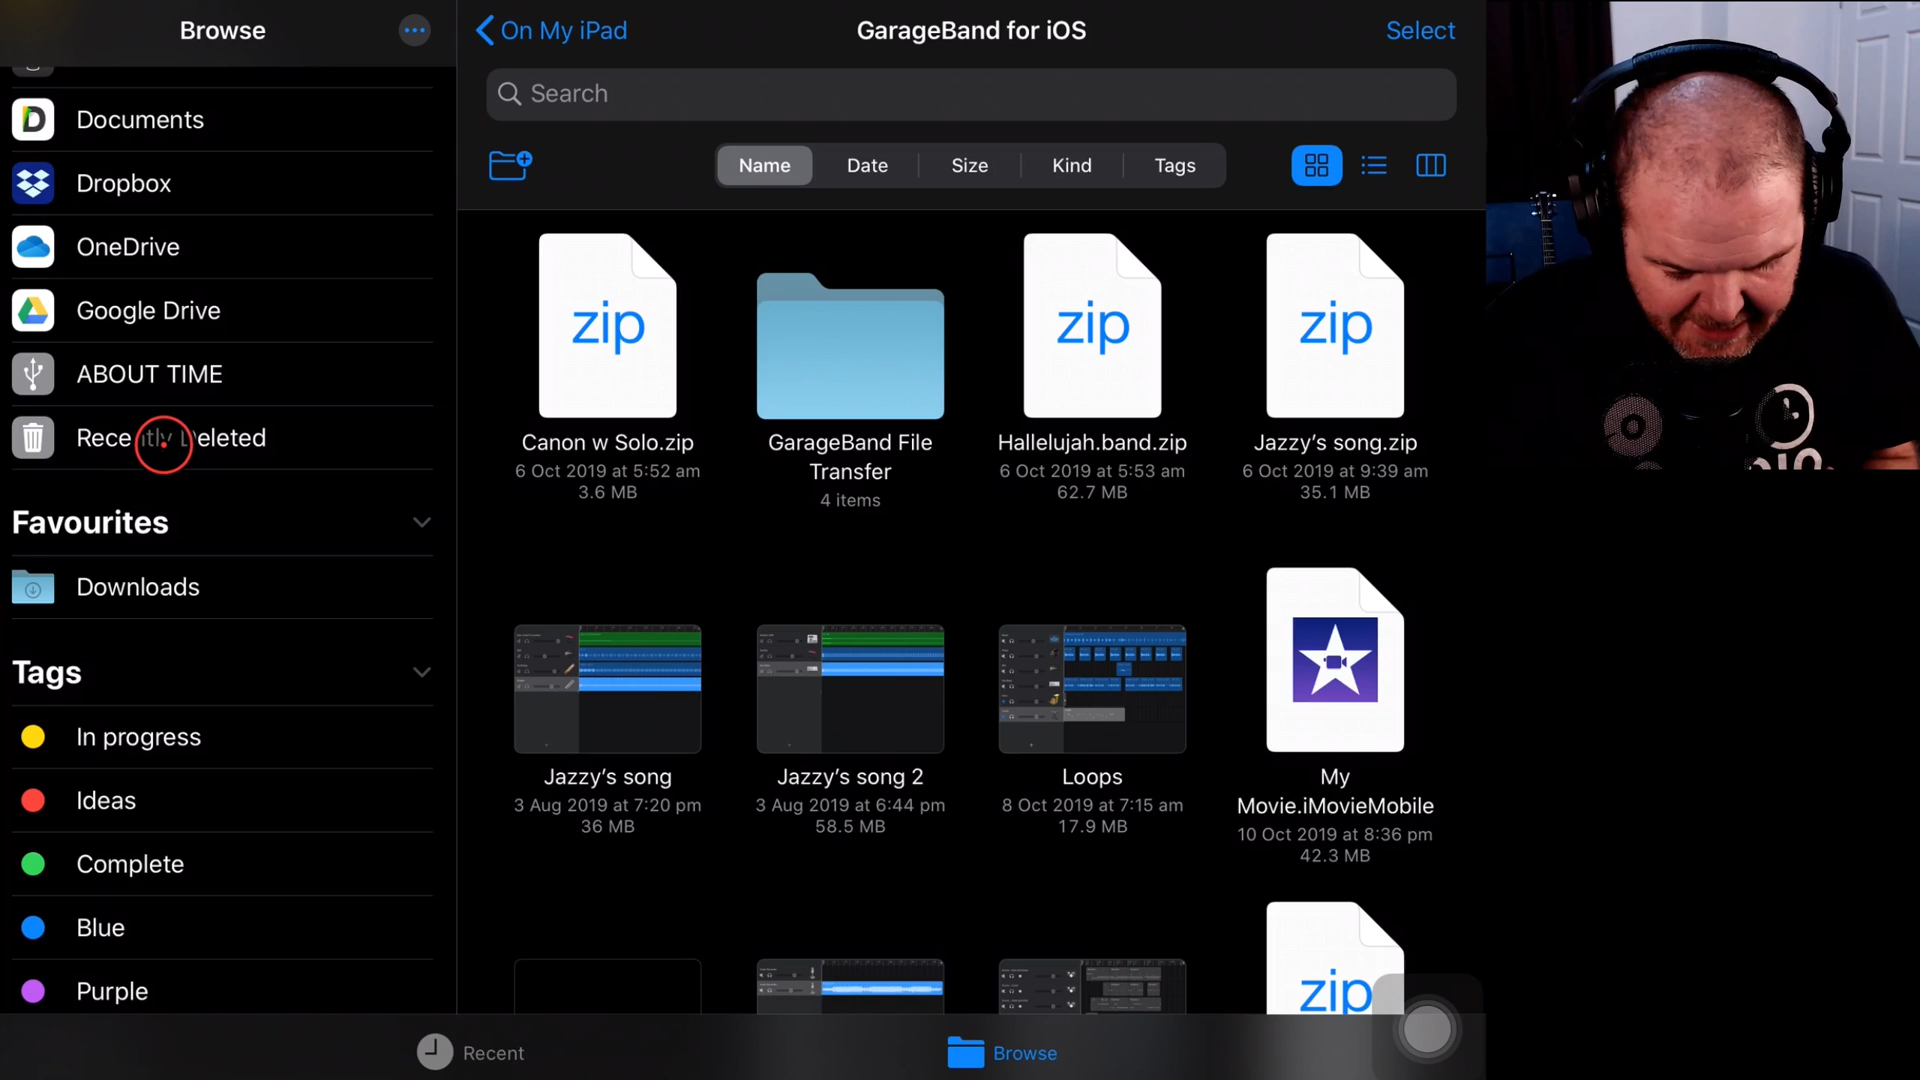 Browse
On My iPad
GarageBand for iOS
Select
Search
Name
Date
Size
Kind
Tags
Documents
Dropbox
OneDrive
Google Drive
ABOUT TIME
Recently Deleted
Favourites
Downloads
Tags
In progress
Ideas
Complete
Blue
Purple
zip
Canon w Solo.zip
6 Oct 2019 at 5:52 am
3.6 MB
GarageBand File
Transfer
4 items
zip
Hallelujah.band.zip
6 Oct 2019 at 5:53 am
62.7 MB
zip
Jazzy’s song.zip
6 Oct 2019 at 9:39 am
35.1 MB
Jazzy’s song
3 Aug 2019 at 7:20 pm
36 MB
Jazzy’s song 2
3 Aug 2019 at 6:44 pm
58.5 MB
Loops
8 Oct 2019 at 7:15 am
17.9 MB
My
Movie.iMovieMobile
10 Oct 2019 at 8:36 pm
42.3 MB
zip
Recent
Browse